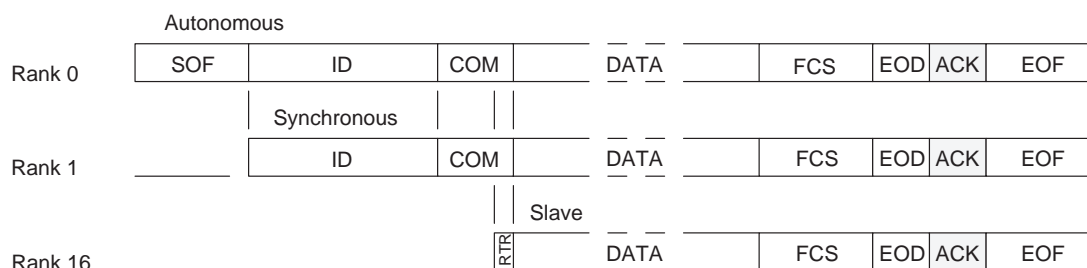 Autonomous
Rank 0 SOF ID COM DATA FCS EOD ACK EOF
Synchronous
Rank 1 ID COM DATA FCS EOD ACK EOF
Slave
Rank 16 RTR DATA FCS EOD ACK EOF